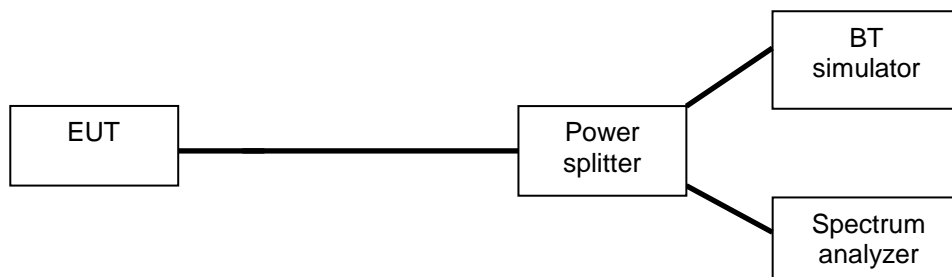 BT
simulator
EUT
Power
splitter
Spectrum
analyzer